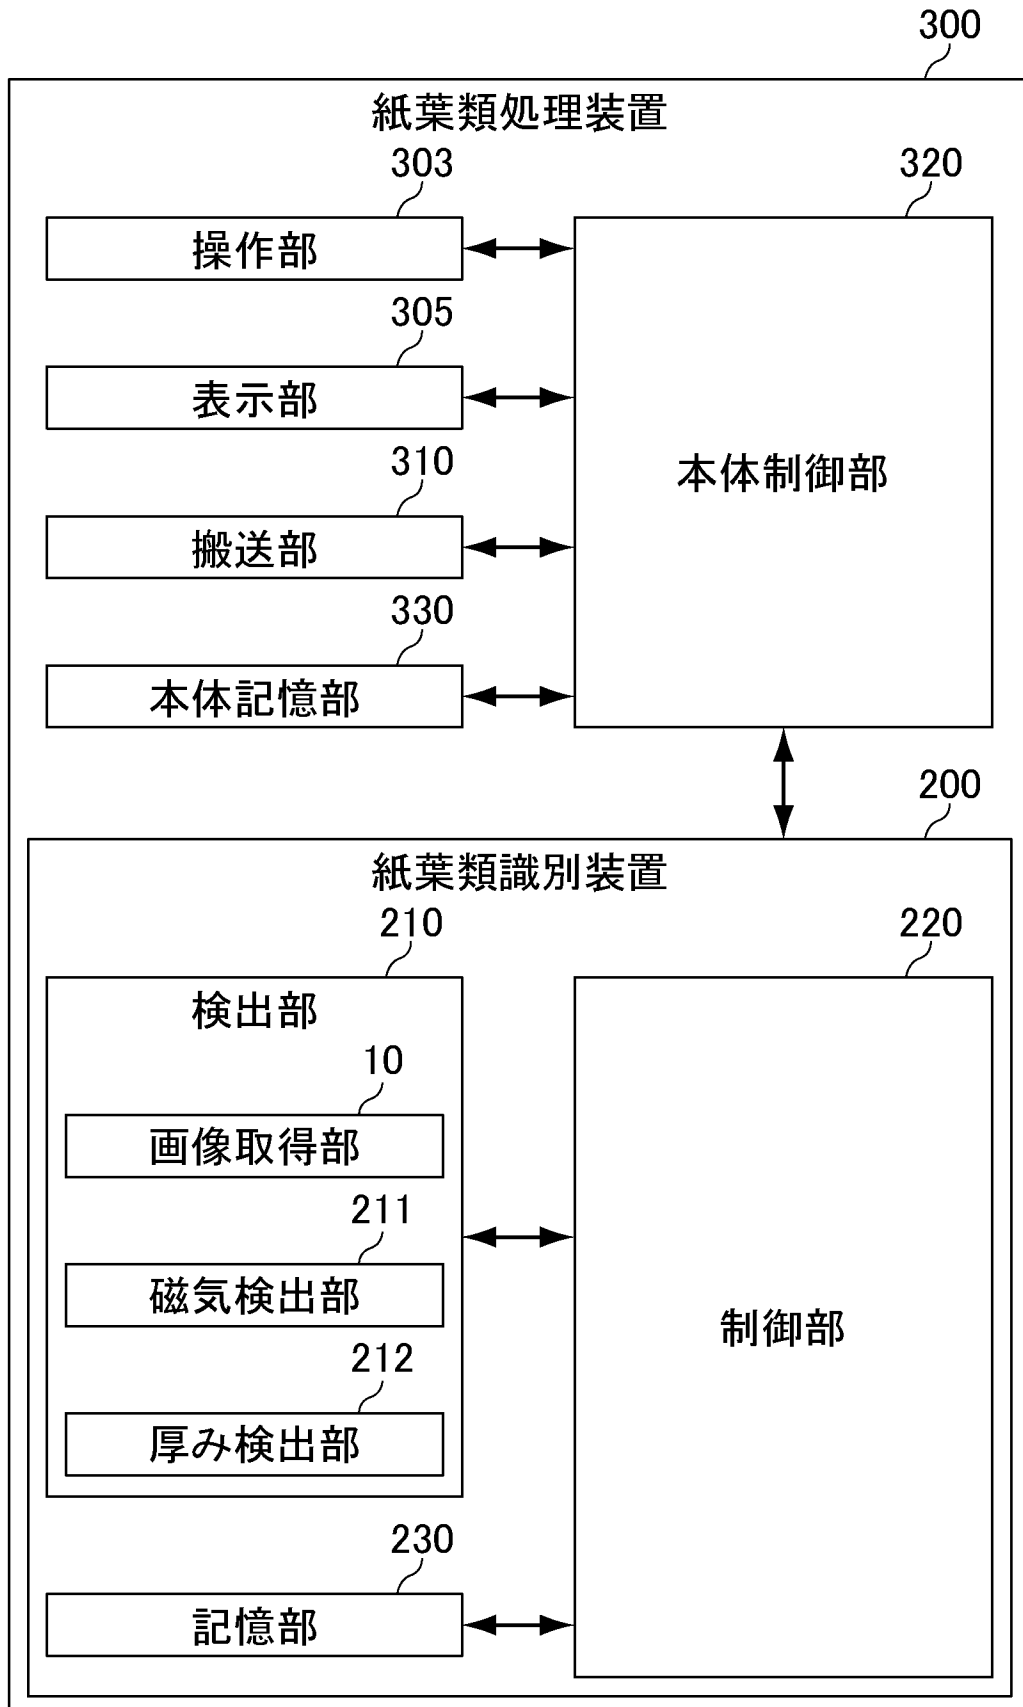 300
紙葉類処理装置
303
320
操作部
305
表示部
本体制御部
310
搬送部
330
本体記憶部
200
紙葉類識別装置
210
220
検出部
10
画像取得部
211
磁気検出部
制御部
212
厚み検出部
230
記憶部